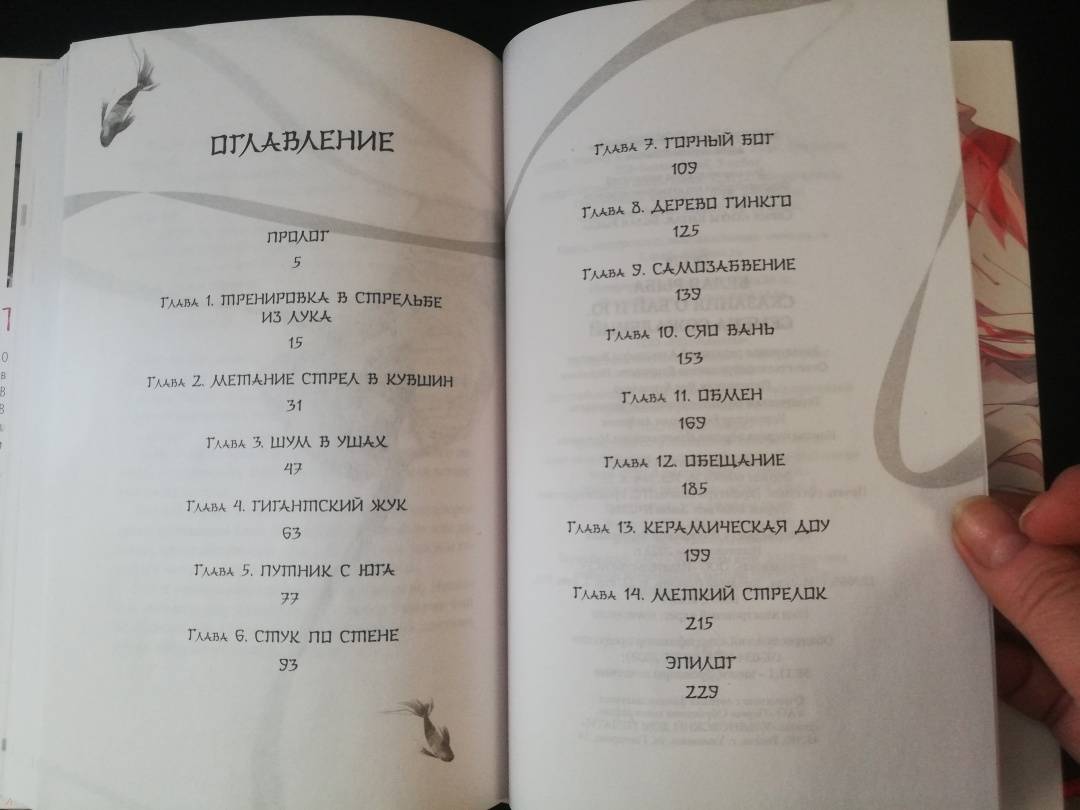 ОГЛАВЛЕНИЕ
ПРОЛОГ
5
Глава 1. ТРЕНИРОВКА В СТРЕЛЬБЕ
ИЗ ЛУКА
15
Глава 2. МЕТАНИЕ СТРЕЛ В КУВШИН
31
Глава 3. ШУМ В УШАХ
47
Глава 4. ГИГАНТСКИЙ ЖУК
63
Глава 5. ПУТНИК С ЮГА
77
Глава 6. СТУК ПО СТЕНЕ
93
Глава 7. ГОРНЫЙ БОГ
109
Глава 8. ДЕРЕВО ГИНКГО
125
Глава 9. САМОЗАБВЕНИЕ
139
Глава 10. СЯО ВАНЬ
153
Глава 11. ОБМЕН
169
Глава 12. ОБЕЩАНИЕ
185
Глава 13. КЕРАМИЧЕСКАЯ ДОУ
199
Глава 14. МЕТКИЙ СТРЕЛОК
215
ЭПИЛОГ
229